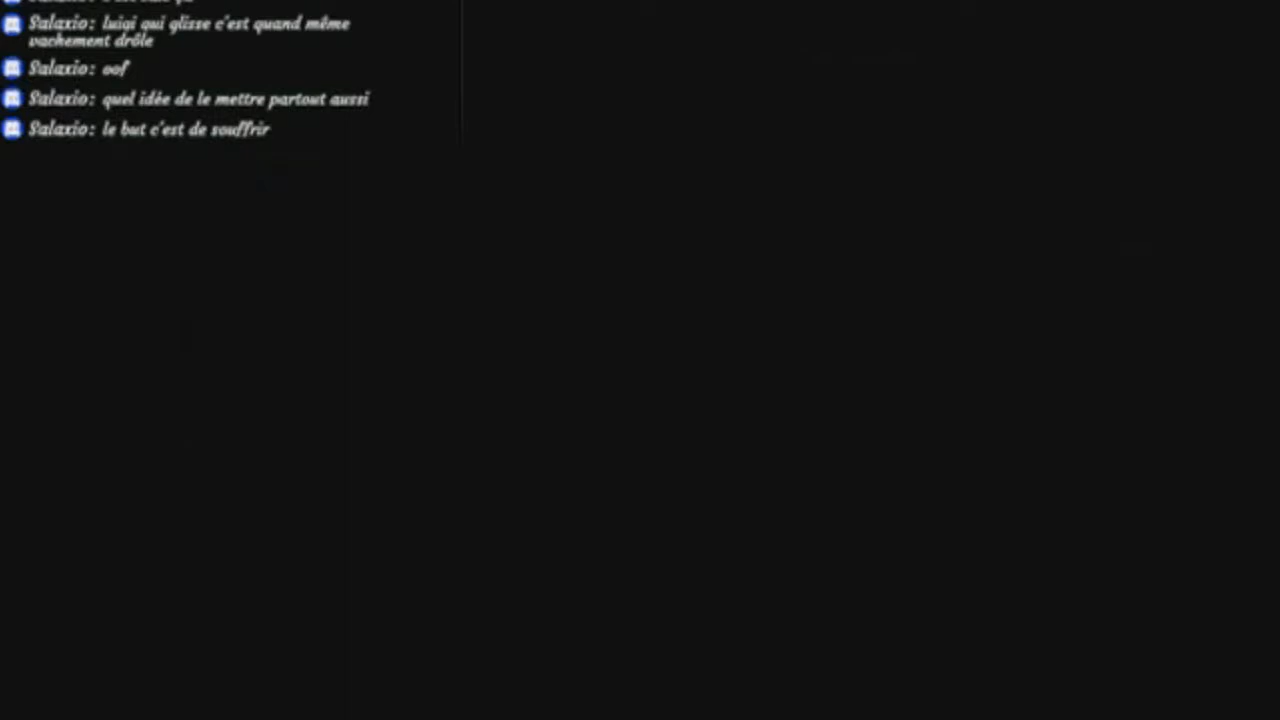 Salaxio: luigi qui glisse c'est quand même
vachement drôle
Salaxio: oof
Salaxio: quel idée de le mettre partout aussi
Salaxio: le but c'est de souffrir